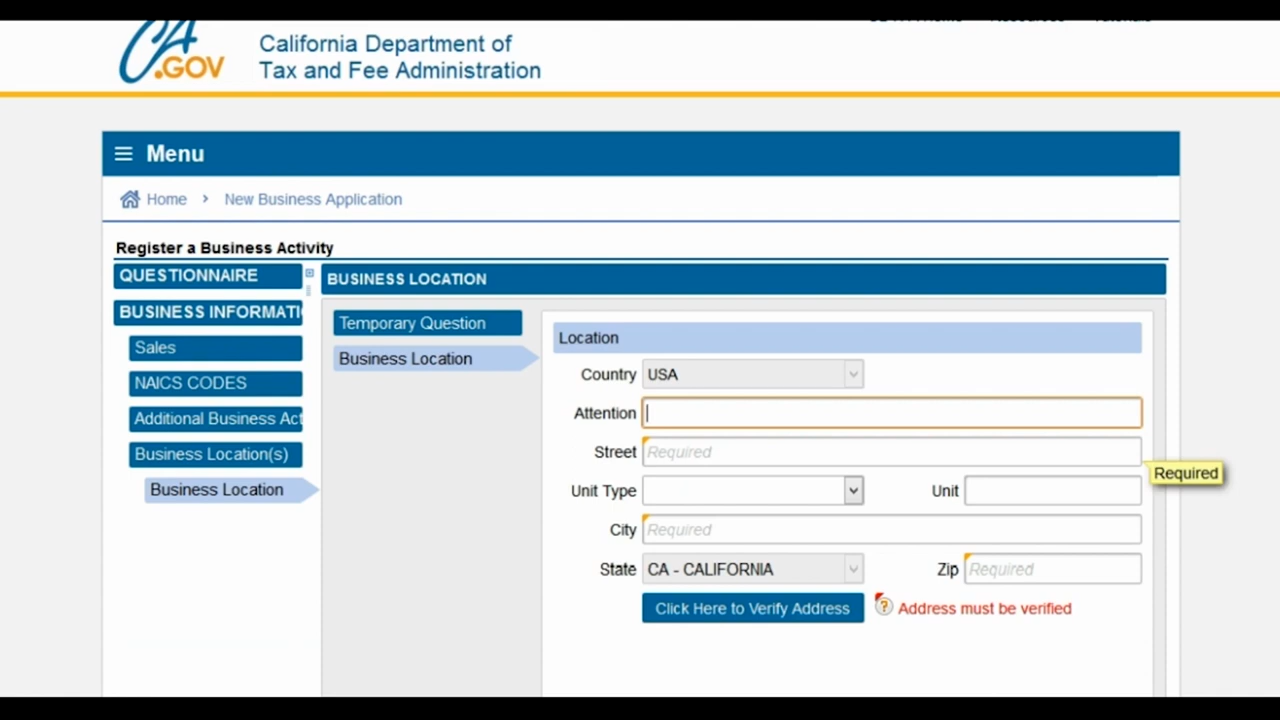 CA
.GOV
California Department of
Tax and Fee Administration
Menu
Home > New Business Application
Register a Business Activity
QUESTIONNAIRE
BUSINESS INFORMATI
Sales
NAICS CODES
Additional Business Act
Business Location(s)
Business Location
BUSINESS LOCATION
Temporary Question
Business Location
Location
Country USA
Attention
Street Required
Required
Unit Type Unit
City Required
State CA - CALIFORNIA Zip Required
Click Here to Verify Address ? Address must be verified